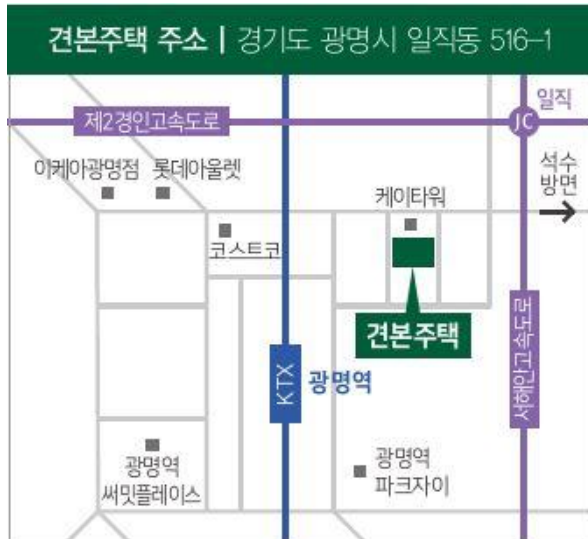 견본주택 주소 | 경기도 광명시 일직동 516-1
제2경인고속도로
JC
일직
이케아광명점
롯데아울렛
케이타워
석수
방면
코스트코
견본주택
KTX
광명역
서해안고속도로
광명역
써밋플레이스
광명역
파크자이